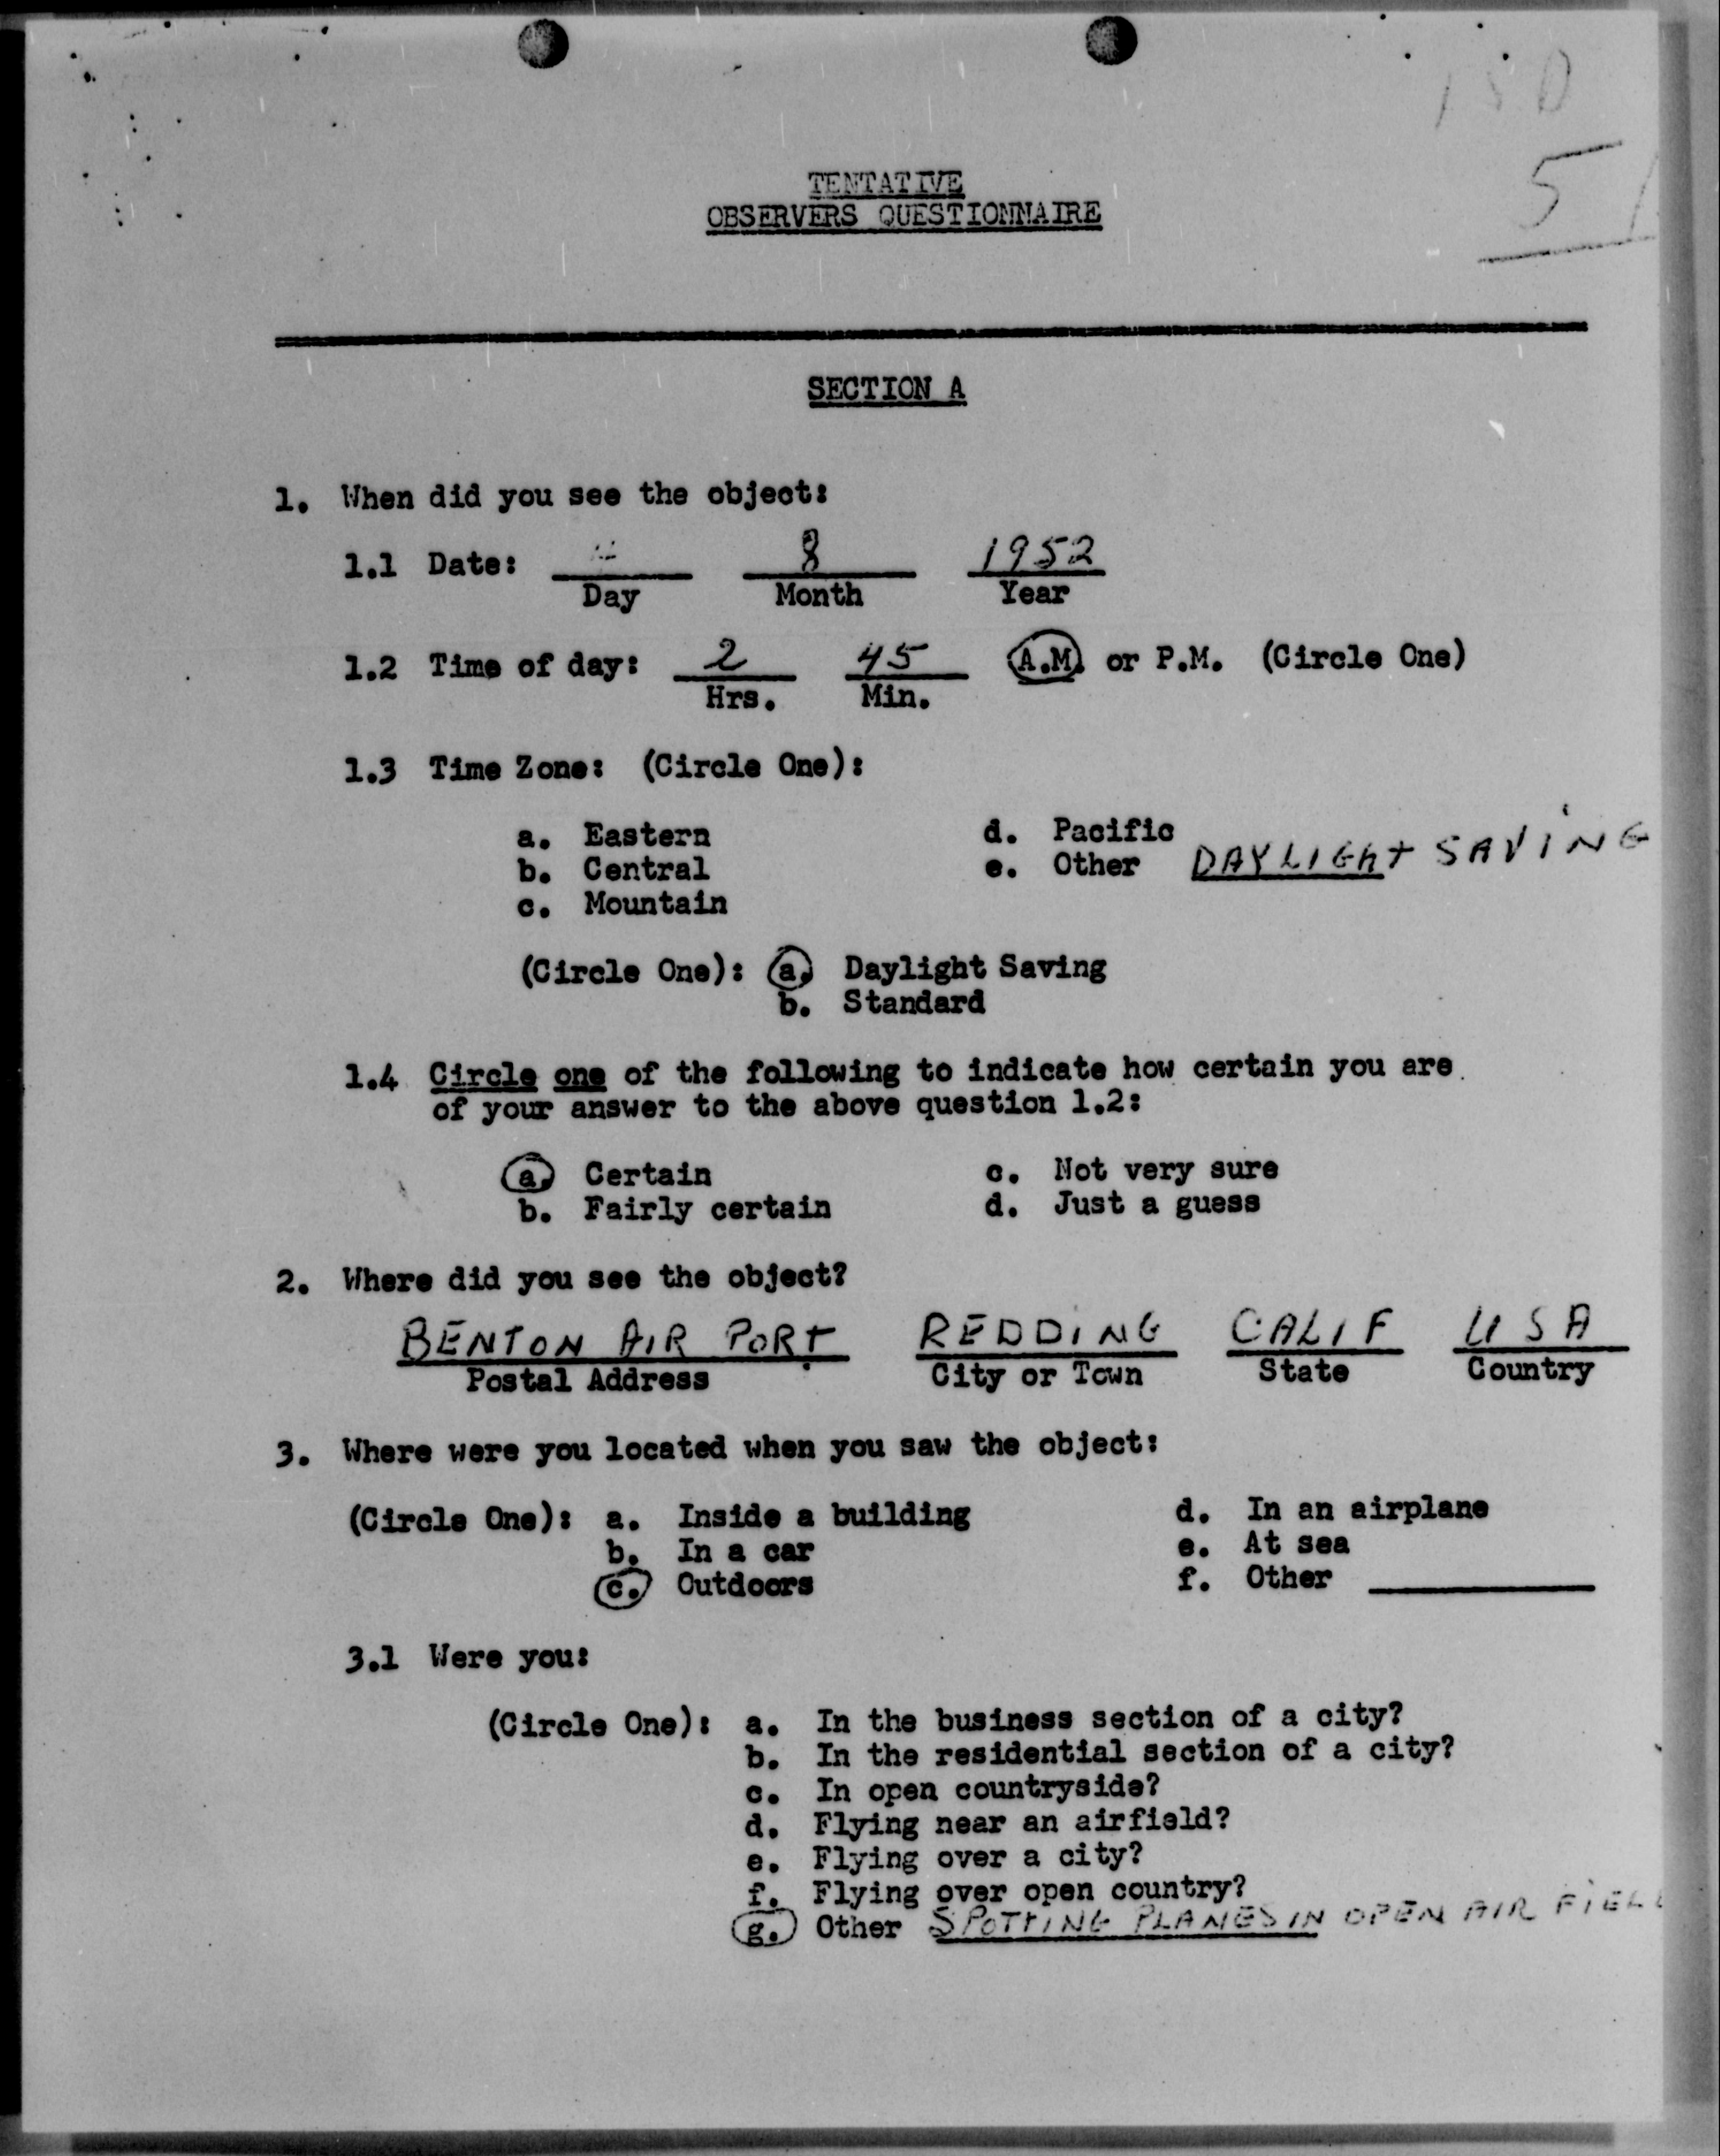 150
5
TENTATIVE
OBSERVERS QUESTIONNAIRE
SECTION A
1. When did you see the object:
1.1 Date: 8 1952
Day Month Year
1.2 Time of day: 2 45 A.M. or P.M. (Circle One)
Hrs. Min.
1.3 Time Zone: (Circle One):
a. Eastern d. Pacific
b. Central e. Other DAYLIGHT SAVING
c. Mountain
(Circle One): a. Daylight Saving
b. Standard
1.4 Circle one of the following to indicate how certain you are
of your answer to the above question 1.2:
a. Certain c. Not very sure
b. Fairly certain d. Just a guess
2. Where did you see the object?
BENTON AIR PORT REDDING CALIF USA
Postal Address City or Town State Country
3. Where were you located when you saw the object:
(Circle One): a. Inside a building d. In an airplane
b. In a car e. At sea
c. Outdoors f. Other
3.1 Were you:
(Circle One): a. In the business section of a city?
b. In the residential section of a city?
c. In open countryside?
d. Flying near an airfield?
e. Flying over a city?
f. Flying over open country?
g. Other SPOTTING PLANES IN OPEN AIR FIEL